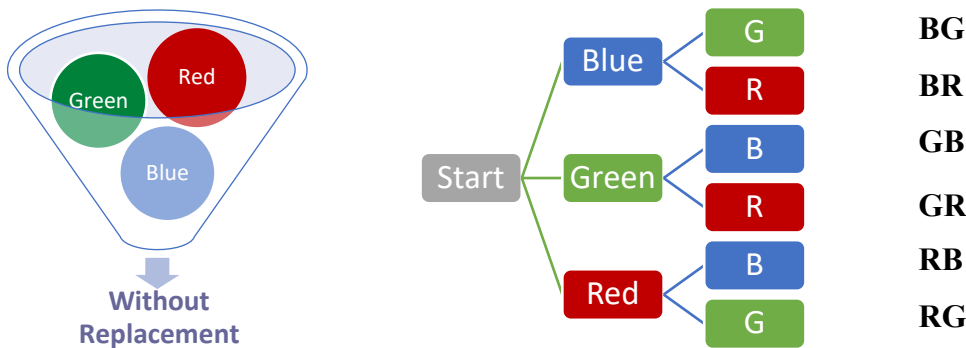 Green
Red
Blue
Without
Replacement
Start
Blue
G
BG
R
BR
Green
B
GB
R
GR
Red
B
RB
G
RG